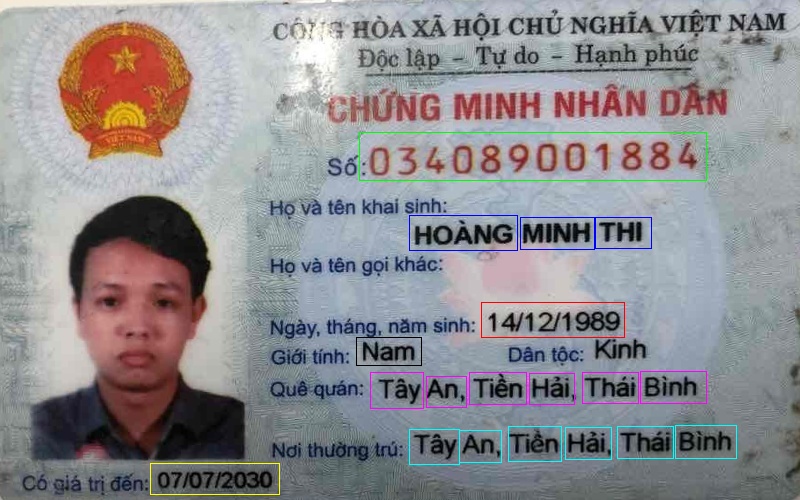 CỘNG HÒA XÃ HỘI CHỦ NGHĨA VIỆT NAM
Độc lập - Tự do - Hạnh phúc
CHỨNG MINH NHÂN DÂN
Số: 034089001884
Họ và tên khai sinh:
HOÀNG MINH THI
Họ và tên gọi khác:
Ngày, tháng, năm sinh: 14/12/1989
Giới tính: Nam Dân tộc: Kinh
Quê quán: Tây An, Tiền Hải, Thái Bình
Nơi thường trú: Tây An, Tiền Hải, Thái Bình
Có giá trị đến: 07/07/2030
VIỆT NAM